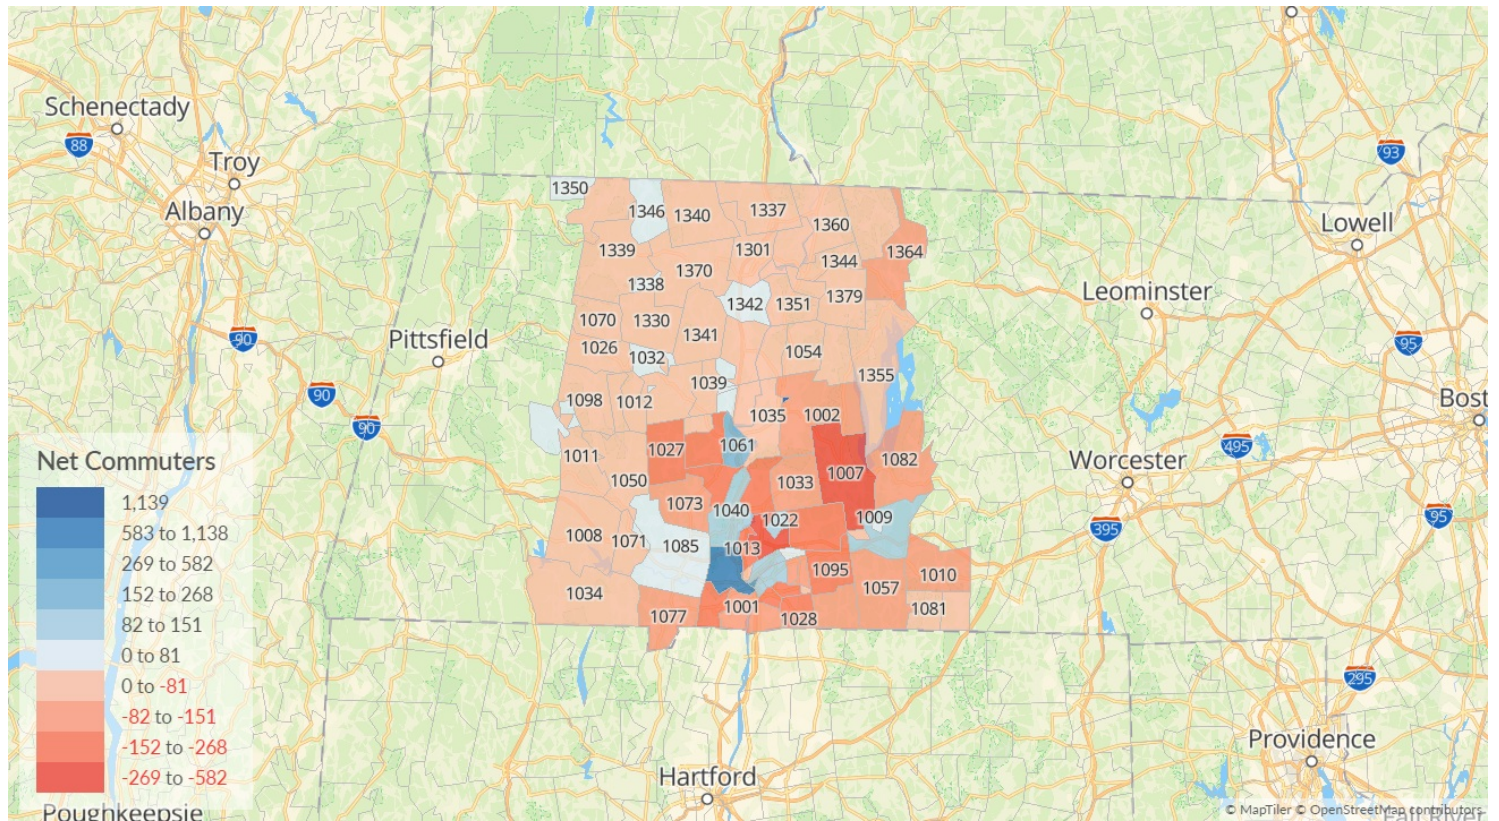 Schenectady
88
Troy
Albany
93
Lowell
1350
1346
1340
1337
1360
1339
1301
1344
1364
1370
1338
1342
1351
1379
Leominster
90
Pittsfield
1070
1330
1341
1026
1032
1054
95
1355
1039
90
1098
1012
1035
1002
Bost
90
1011
1027
1061
1082
495
Worcester
1050
1033
1007
1073
1040
1022
1009
395
95
1008
1071
1085
1013
1034
1095
1057
1010
1077
1001
1028
1081
Net Commuters
1,139
583 to 1,138
269 to 582
152 to 268
82 to 151
0 to 81
0 to -81
-82 to -151
-152 to -268
-269 to -582
Poughkeepsie
295
Providence
Hartford
© MapTiler © OpenStreetMap contributors
Fall River